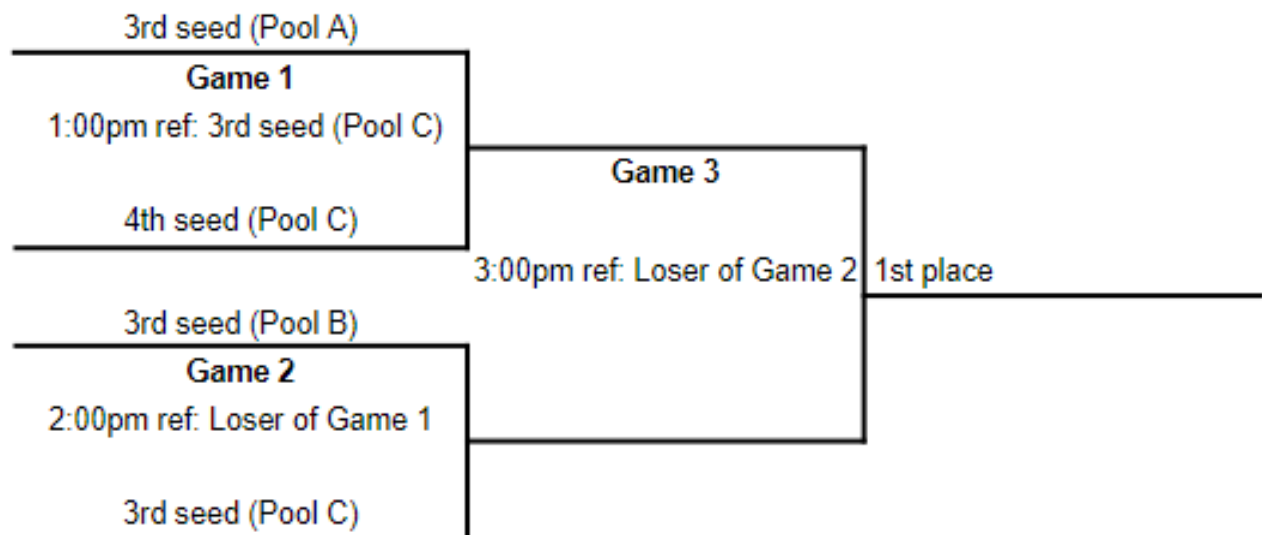 3rd seed (Pool A)
Game 1
1:00pm ref: 3rd seed (Pool C)
4th seed (Pool C)
Game 3
3:00pm ref: Loser of Game 2
1st place
3rd seed (Pool B)
Game 2
2:00pm ref: Loser of Game 1
3rd seed (Pool C)